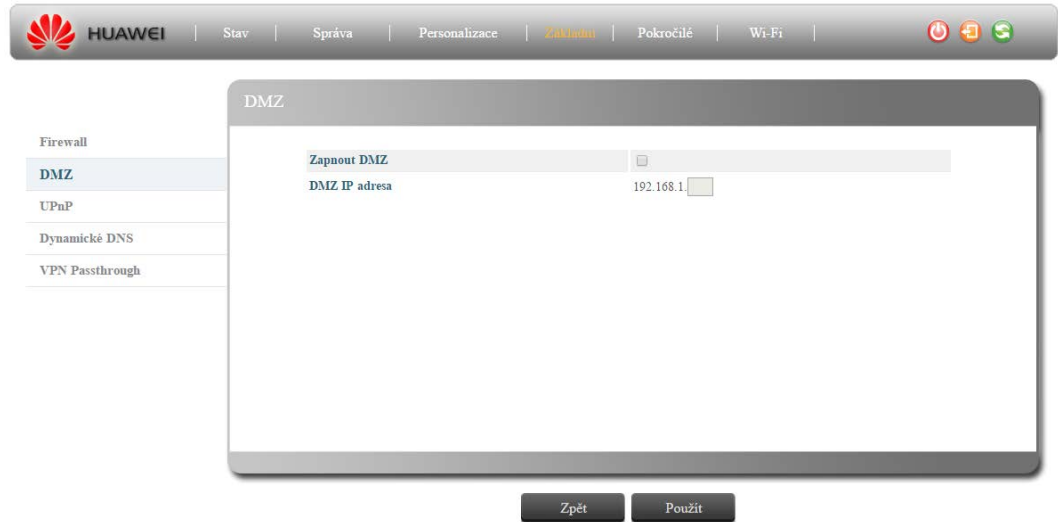 HUAWEI | Stav | Správa | Personalizace | Základní | Pokročilé | Wi-Fi |
DMZ
Firewall
DMZ
UPnP
Dynamické DNS
VPN Passthrough
Zapnout DMZ
DMZ IP adresa 192.168.1.
Zpět Použít